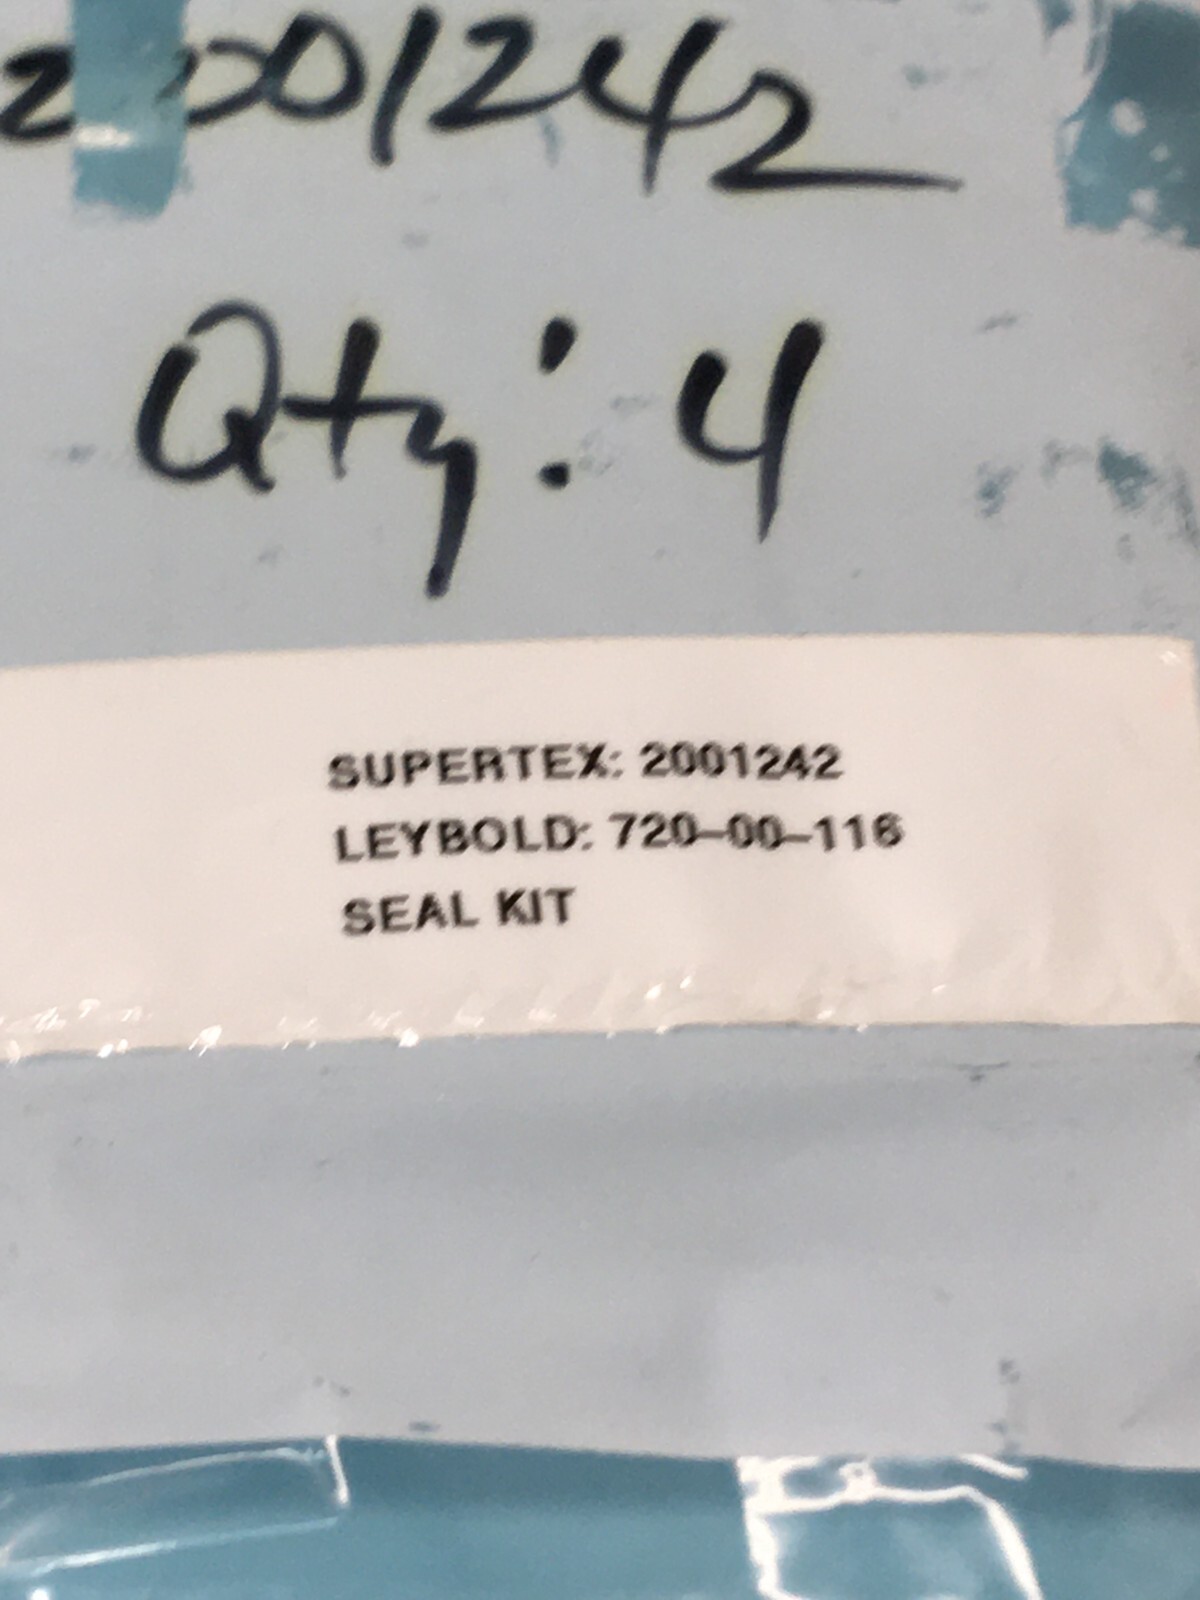 2001242
Qty: 4
SUPERTEX: 2001242
LEYBOLD: 720-00-116
SEAL KIT